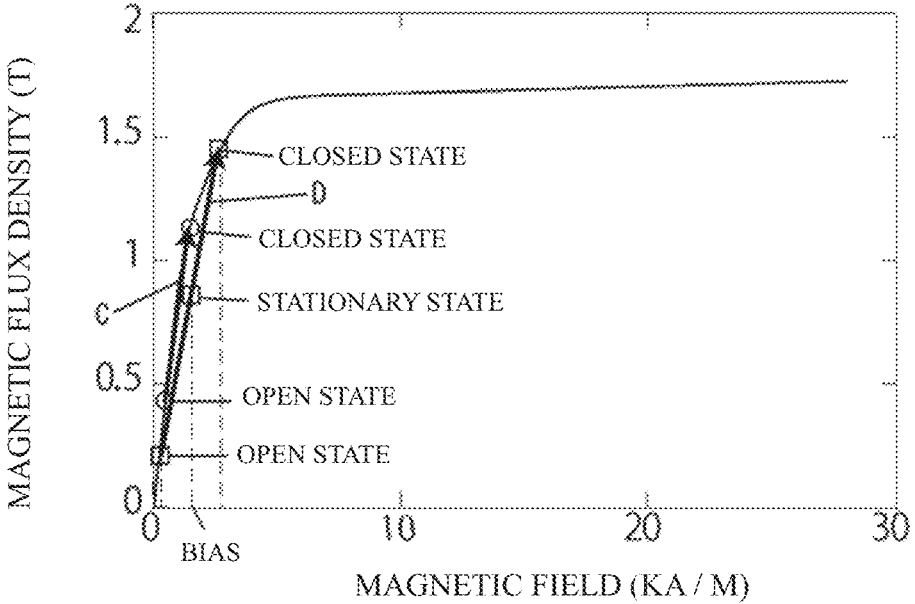 MAGNETIC FLUX DENSITY (T)
2
1.5
1
0.5
0
CLOSED STATE
D
CLOSED STATE
C
STATIONARY STATE
OPEN STATE
OPEN STATE
0
10
20
30
BIAS
MAGNETIC FIELD (KA / M)